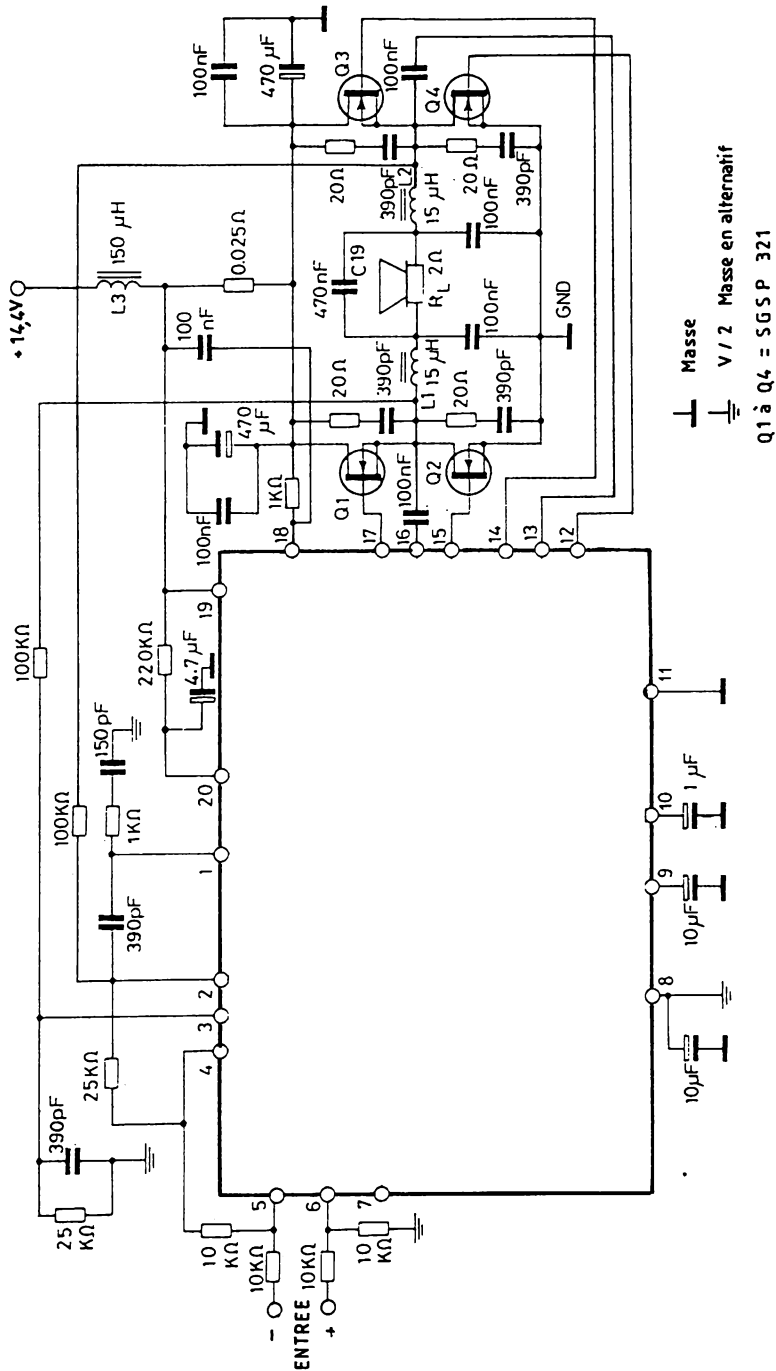 +14,4V
150 µH
L3
0.025Ω
100
nF
100nF
470 µF
Q3
100nF
Q4
20Ω
390pF
L2
15 µH
20Ω
390pF
100nF
470nF
C19
RL 2Ω
100nF
GND
20Ω
390pF
L1
15 µH
20Ω
390pF
470
µF
100nF
1KΩ
Q1
100nF
Q2
100KΩ
100KΩ
220KΩ
4.7µF
150pF
1KΩ
390pF
25KΩ
390pF
25
KΩ
18
17
16
15
14
13
12
19
20
1
2
3
4
5
6
7
8
9
10
11
10
KΩ
10KΩ
10KΩ
10
KΩ
-
ENTREE
+
10µF
10µF
1 µF
Masse
V / 2 Masse en alternatif
Q1 à Q4 = SGSP 321